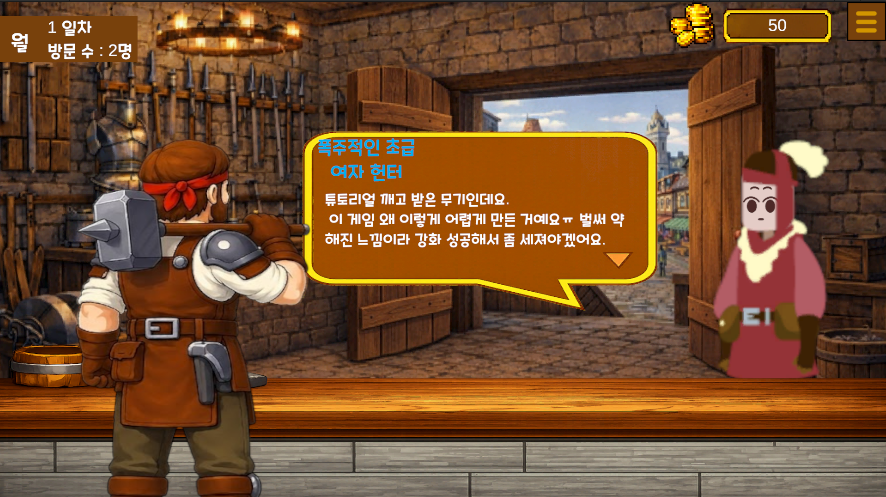 월
1 일차
방문 수 : 2명
50
폭주적인 초급
여자 헌터
튜토리얼 깨고 받은 무기인데요.
이 게임 왜 이렇게 어렵게 만든 거예요ㅠ 벌써 약
해진 느낌이라 강화 성공해서 좀 세져야겠어요.